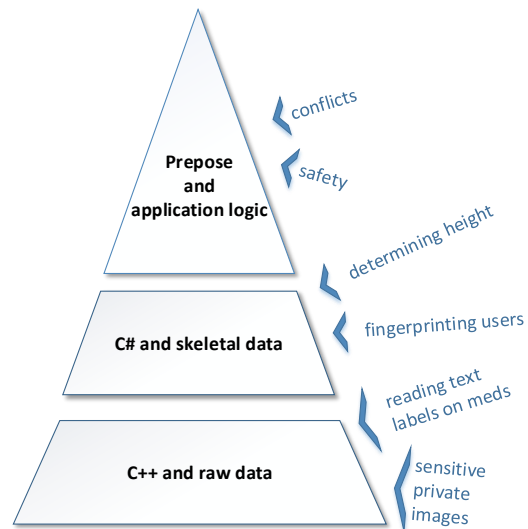 conflicts
Prepose
and
application logic
safety
determining height
fingerprinting users
C# and skeletal data
reading text
labels on meds
C++ and raw data
sensitive
private
images